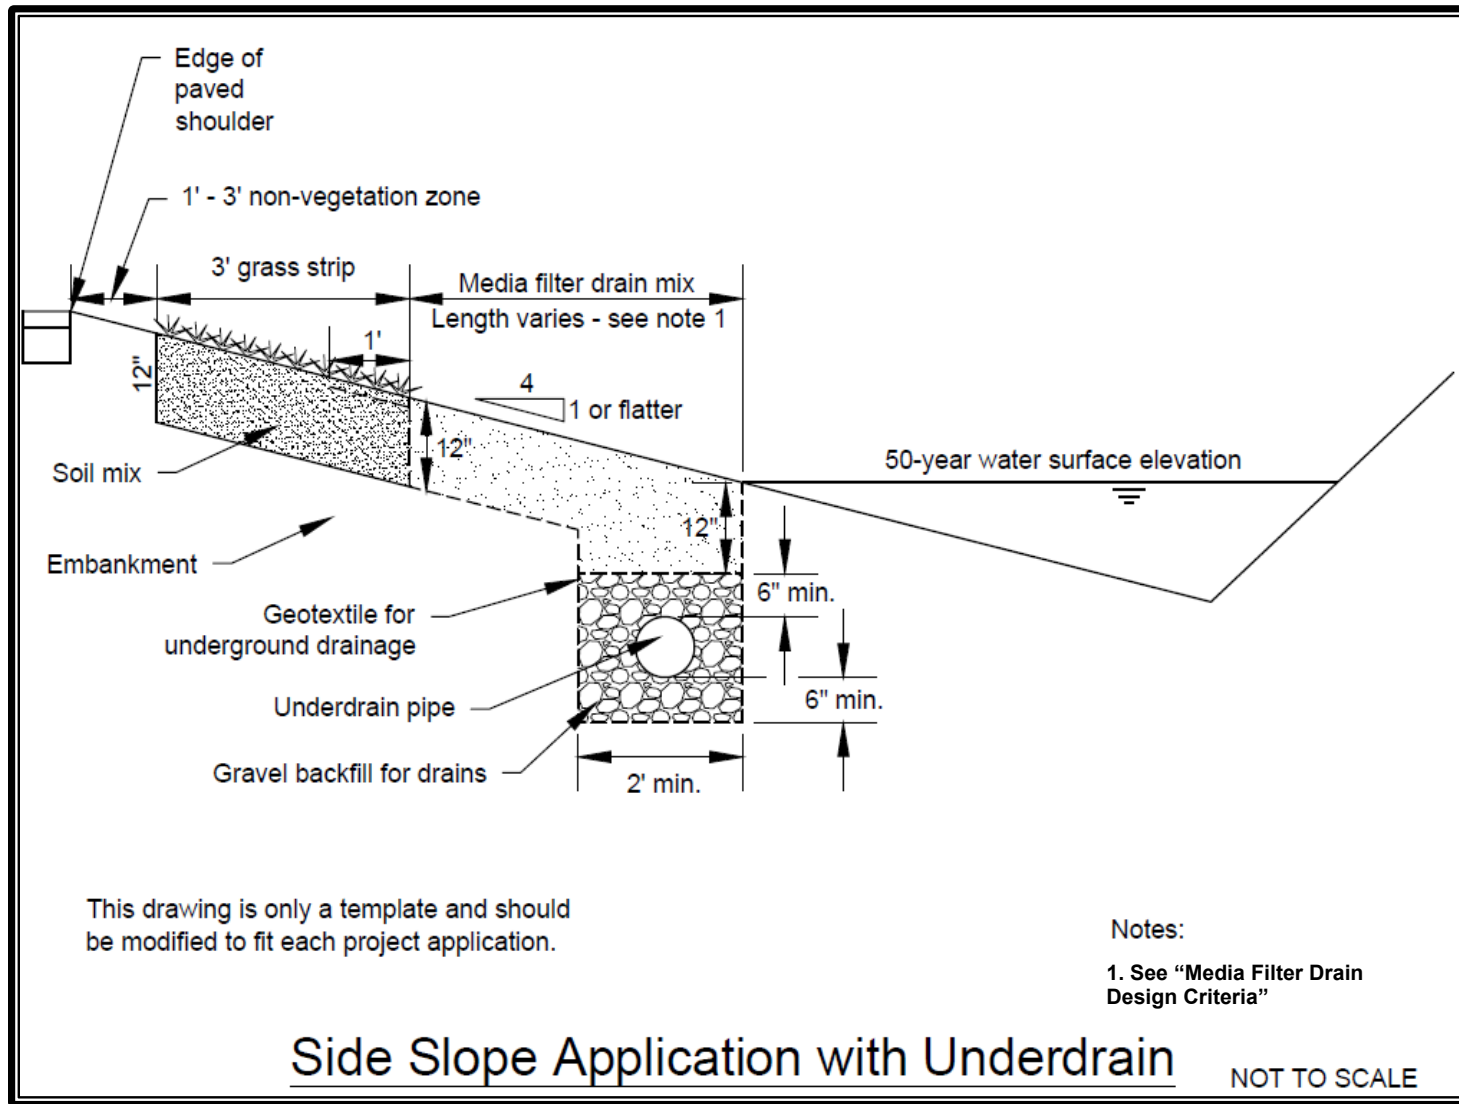 Edge of
paved
shoulder
1' - 3' non-vegetation zone
3' grass strip
Media filter drain mix
Length varies - see note 1
1'
12"
4
1 or flatter
12"
50-year water surface elevation
Soil mix
12"
Embankment
6" min.
Geotextile for
underground drainage
6" min.
Underdrain pipe
Gravel backfill for drains
2' min.
This drawing is only a template and should
be modified to fit each project application.
Notes:
1. See “Media Filter Drain
Design Criteria”
Side Slope Application with Underdrain
NOT TO SCALE